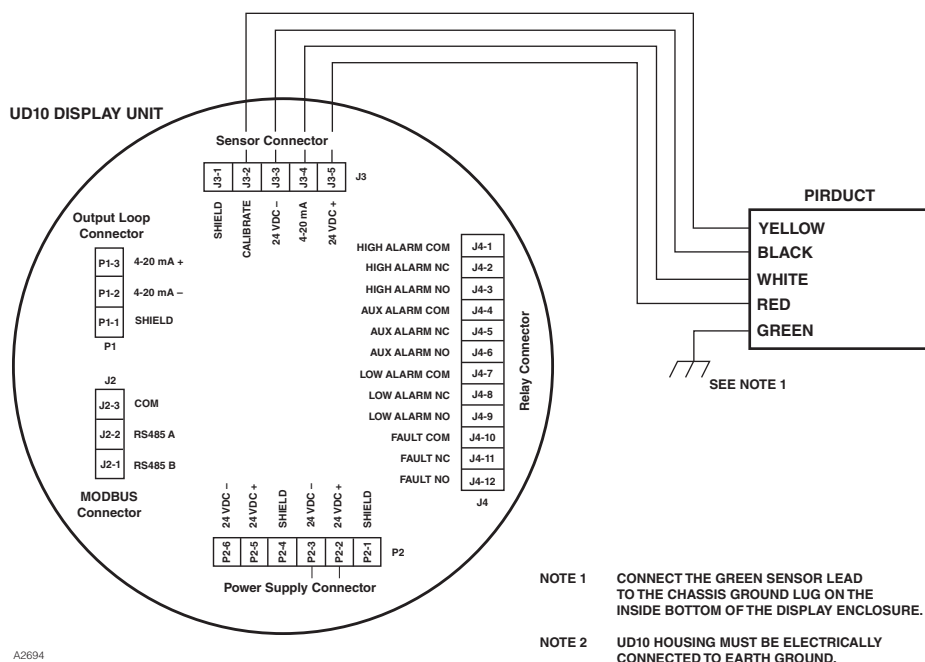 UD10 DISPLAY UNIT
Sensor Connector
J3-1
J3-2
J3-3
J3-4
J3-5
J3
SHIELD
CALIBRATE
24 VDC –
4-20 mA
24 VDC +
Output Loop
Connector
P1-3 4-20 mA +
P1-2 4-20 mA –
P1-1 SHIELD
P1
J2
J2-3 COM
J2-2 RS485 A
J2-1 RS485 B
MODBUS
Connector
HIGH ALARM COM J4-1
HIGH ALARM NC J4-2
HIGH ALARM NO J4-3
AUX ALARM COM J4-4
AUX ALARM NC J4-5
AUX ALARM NO J4-6
LOW ALARM COM J4-7
LOW ALARM NC J4-8
LOW ALARM NO J4-9
FAULT COM J4-10
FAULT NC J4-11
FAULT NO J4-12
J4
Relay Connector
24 VDC –
24 VDC +
SHIELD
24 VDC –
24 VDC +
SHIELD
P2-6
P2-5
P2-4
P2-3
P2-2
P2-1
P2
Power Supply Connector
PIRDUCT
YELLOW
BLACK
WHITE
RED
GREEN
SEE NOTE 1
NOTE 1 CONNECT THE GREEN SENSOR LEAD
TO THE CHASSIS GROUND LUG ON THE
INSIDE BOTTOM OF THE DISPLAY ENCLOSURE.
NOTE 2 UD10 HOUSING MUST BE ELECTRICALLY
CONNECTED TO EARTH GROUND.
A2694